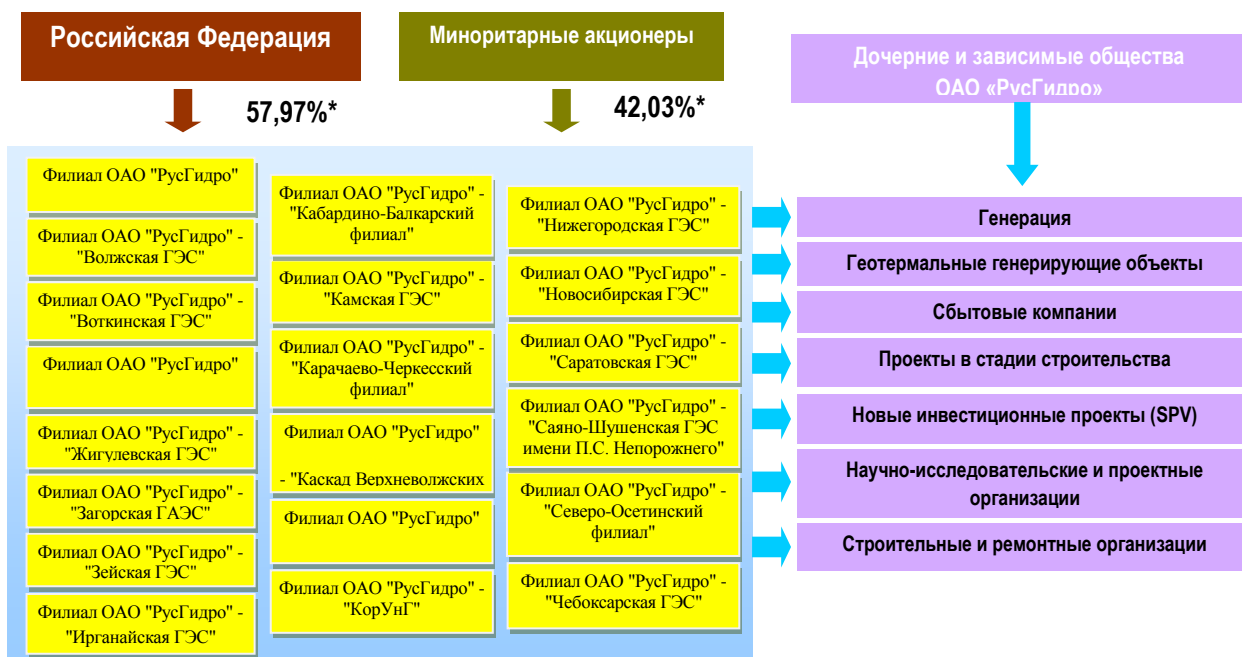 Российская Федерация
Миноритарные акционеры
Дочерние и зависимые общества
ОАО «РусГидро»
57,97%*
42,03%*
Филиал ОАО "РусГидро"
Филиал ОАО "РусГидро" -
"Волжская ГЭС"
Филиал ОАО "РусГидро" -
"Воткинская ГЭС"
Филиал ОАО "РусГидро"
Филиал ОАО "РусГидро" -
"Жигулевская ГЭС"
Филиал ОАО "РусГидро" -
"Загорская ГАЭС"
Филиал ОАО "РусГидро" -
"Зейская ГЭС"
Филиал ОАО "РусГидро" -
"Ирганайская ГЭС"
Филиал ОАО "РусГидро" -
"Кабардино-Балкарский
филиал"
Филиал ОАО "РусГидро" -
"Камская ГЭС"
Филиал ОАО "РусГидро" -
"Карачаево-Черкесский
филиал"
Филиал ОАО "РусГидро"
- "Каскад Верхневолжских
Филиал ОАО "РусГидро"
Филиал ОАО "РусГидро" -
"КорУнГ"
Филиал ОАО "РусГидро" -
"Нижегородская ГЭС"
Филиал ОАО "РусГидро" -
"Новосибирская ГЭС"
Филиал ОАО "РусГидро" -
"Саратовская ГЭС"
Филиал ОАО "РусГидро" -
"Саяно-Шушенская ГЭС
имени П.С. Непорожнего"
Филиал ОАО "РусГидро" -
"Северо-Осетинский
филиал"
Филиал ОАО "РусГидро" -
"Чебоксарская ГЭС"
Генерация
Геотермальные генерирующие объекты
Сбытовые компании
Проекты в стадии строительства
Новые инвестиционные проекты (SPV)
Научно-исследовательские и проектные
организации
Строительные и ремонтные организации